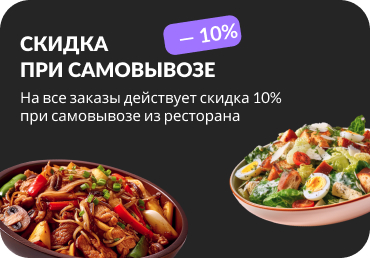 СКИДКА
— 10%
ПРИ САМОВЫВОЗЕ
На все заказы действует скидка 10%
при самовывозе из ресторана